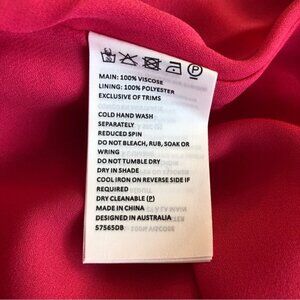 MAIN: 100% VISCOSE
LINING: 100% POLYESTER
EXCLUSIVE OF TRIMS
COLD HAND WASH
SEPARATELY
REDUCED SPIN
DO NOT BLEACH, RUB, SOAK OR
WRING
DO NOT TUMBLE DRY
DRY IN SHADE
COOL IRON ON REVERSE SIDE IF
REQUIRED
DRY CLEANABLE (P)
MADE IN CHINA
DESIGNED IN AUSTRALIA
57565DB